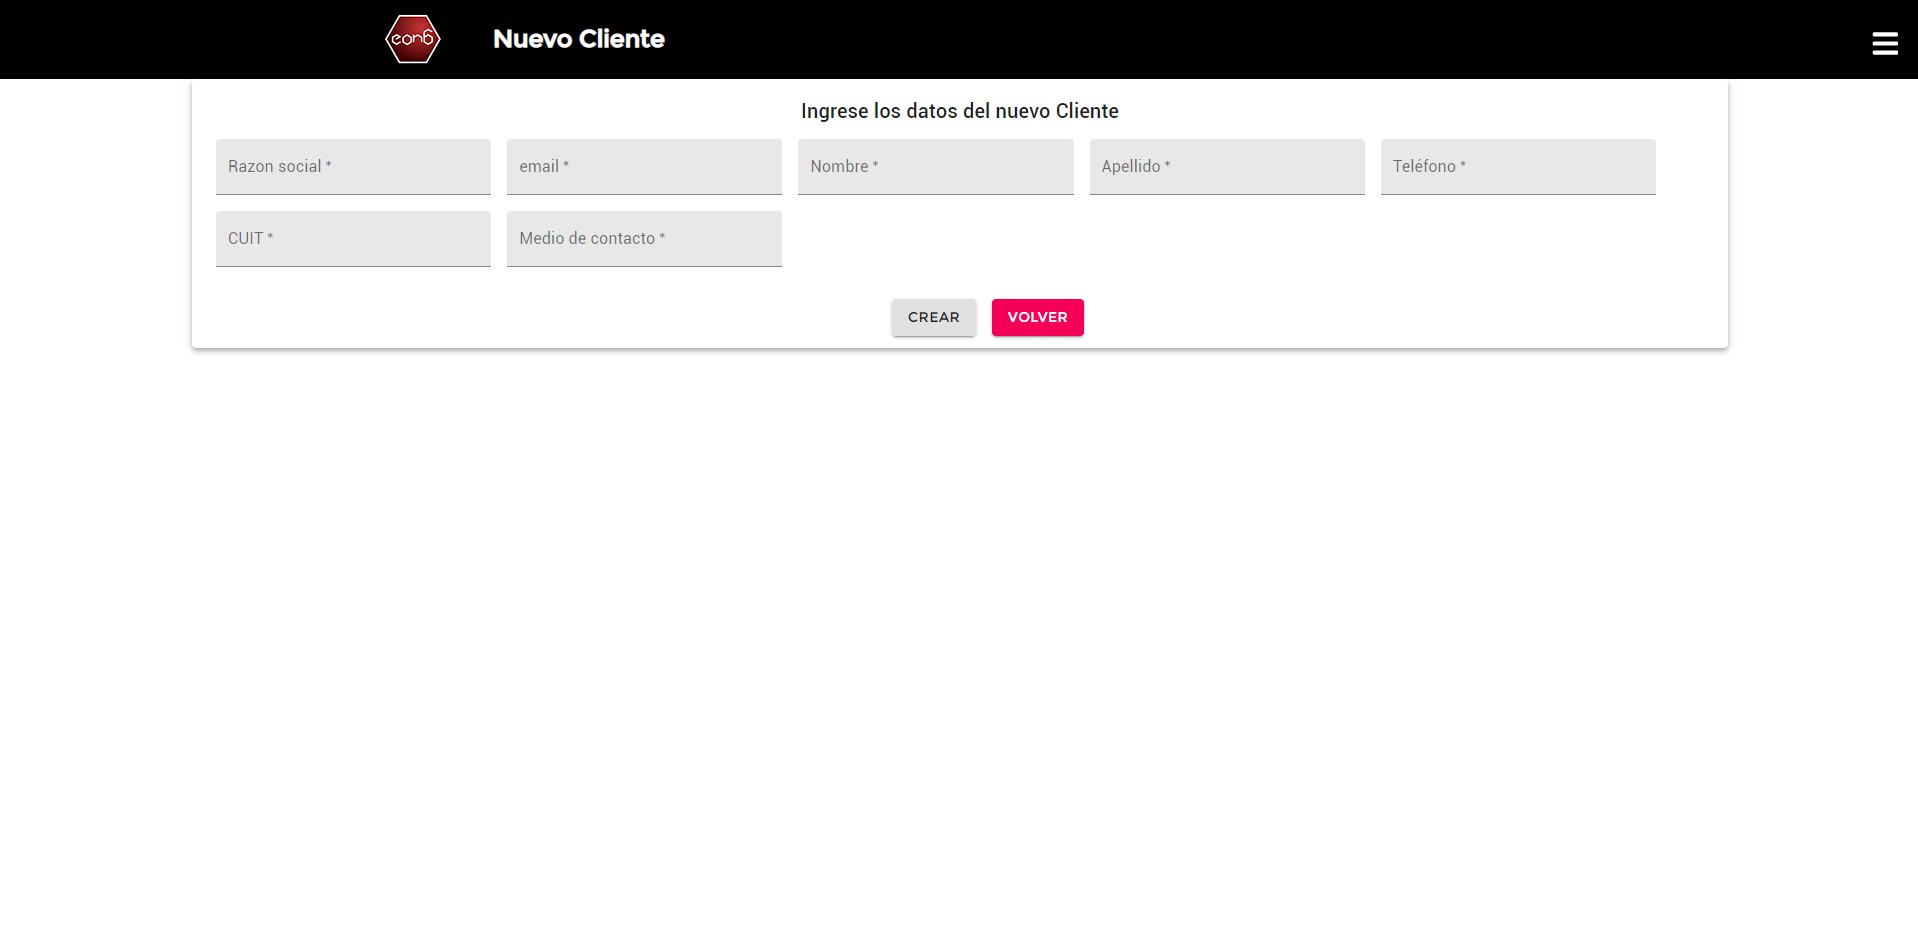 eon6
Nuevo Cliente
Ingrese los datos del nuevo Cliente
Razon social *
email *
Nombre *
Apellido *
Teléfono *
CUIT *
Medio de contacto *
CREAR
VOLVER